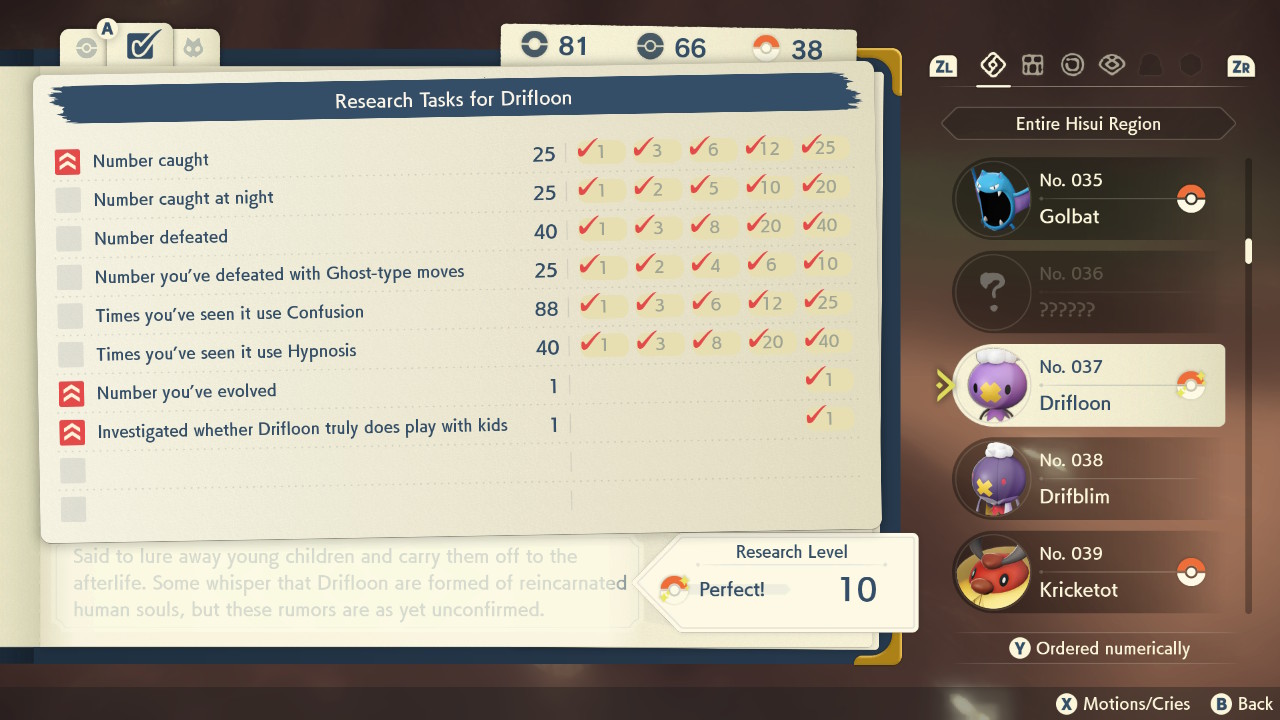 A
81 66 38
Research Tasks for Drifloon
Number caught 25 1 3 6 12 25
Number caught at night 25 1 2 5 10 20
Number defeated 40 1 3 8 20 40
Number you've defeated with Ghost-type moves 25 1 2 4 6 10
Times you've seen it use Confusion 88 1 3 6 12 25
Times you've seen it use Hypnosis 40 1 3 8 20 40
Number you've evolved 1 1
Investigated whether Drifloon truly does play with kids 1 1
Said to lure away young children and carry them off to the
afterlife. Some whisper that Drifloon are formed of reincarnated
human souls, but these rumors are as yet unconfirmed.
Research Level
Perfect! 10
ZL ZR
Entire Hisui Region
No. 035
Golbat
No. 036
??????
No. 037
Drifloon
No. 038
Drifblim
No. 039
Kricketot
Y Ordered numerically
X Motions/Cries B Back